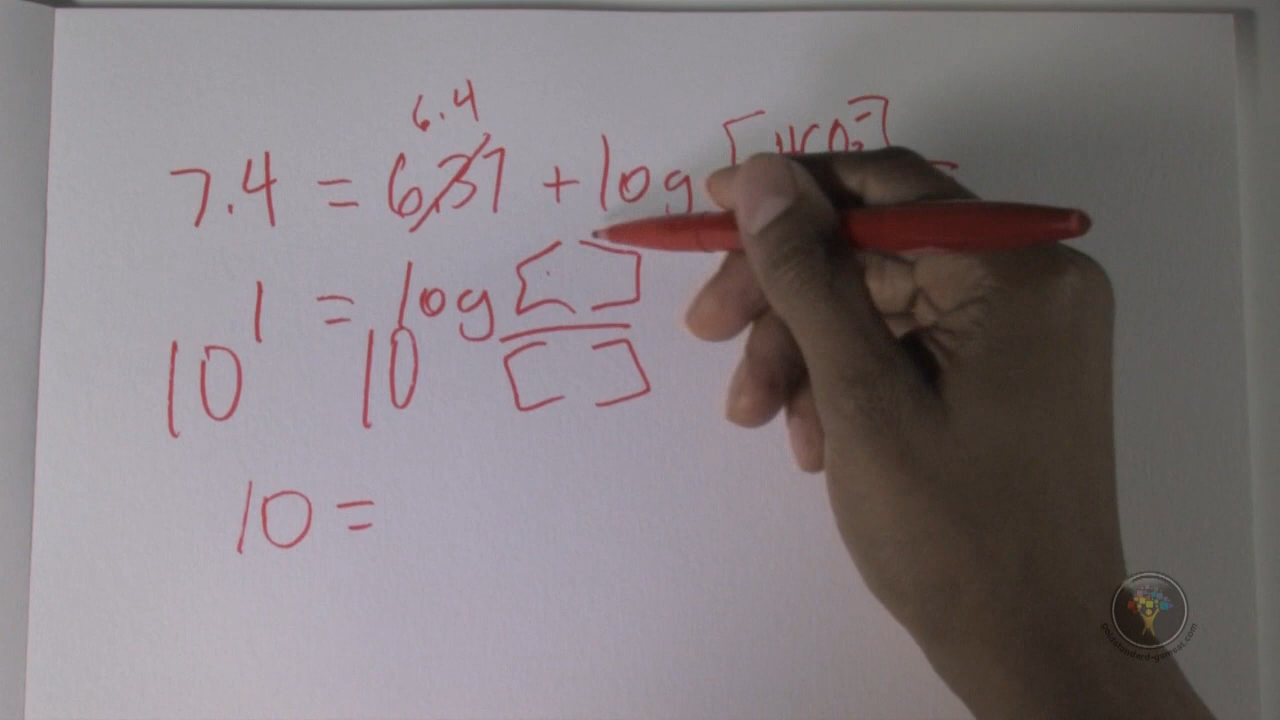 6.4
7.4 = 6.37 + log [HCO3-]
1 = log [ ]
10 10 [ ]
10 =